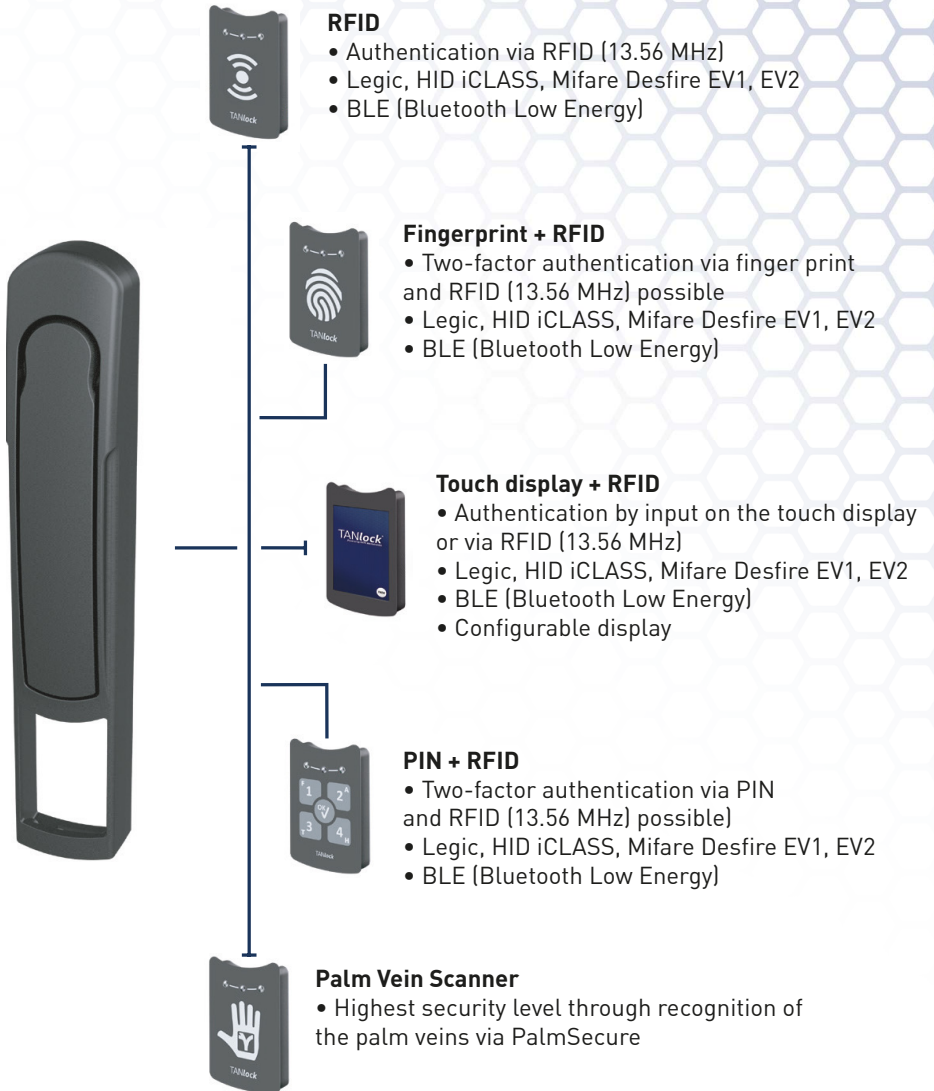 RFID
• Authentication via RFID (13.56 MHz)
• Legic, HID iCLASS, Mifare Desfire EV1, EV2
• BLE (Bluetooth Low Energy)
TANlock
Fingerprint + RFID
• Two-factor authentication via finger print
and RFID (13.56 MHz) possible
• Legic, HID iCLASS, Mifare Desfire EV1, EV2
• BLE (Bluetooth Low Energy)
TANlock
Touch display + RFID
• Authentication by input on the touch display
or via RFID (13.56 MHz)
• Legic, HID iCLASS, Mifare Desfire EV1, EV2
• BLE (Bluetooth Low Energy)
• Configurable display
TANlock
PIN + RFID
• Two-factor authentication via PIN
and RFID (13.56 MHz) possible)
• Legic, HID iCLASS, Mifare Desfire EV1, EV2
• BLE (Bluetooth Low Energy)
F 1 2 A
OK
T 3 4 H
TANlock
Palm Vein Scanner
• Highest security level through recognition of
the palm veins via PalmSecure
TANlock